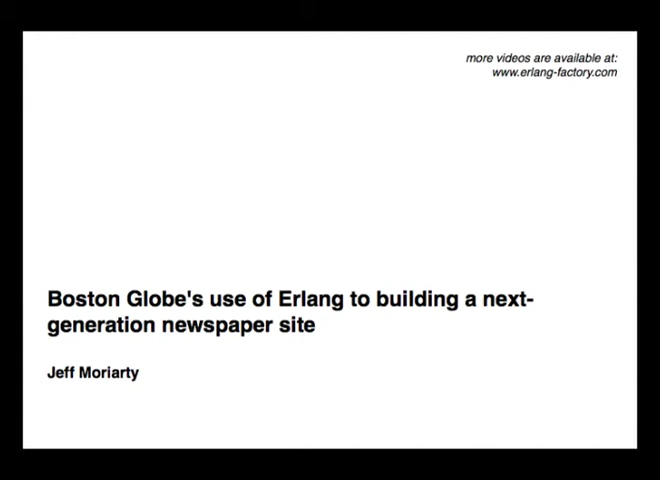 more videos are available at:
www.erlang-factory.com
Boston Globe's use of Erlang to building a next-
generation newspaper site
Jeff Moriarty